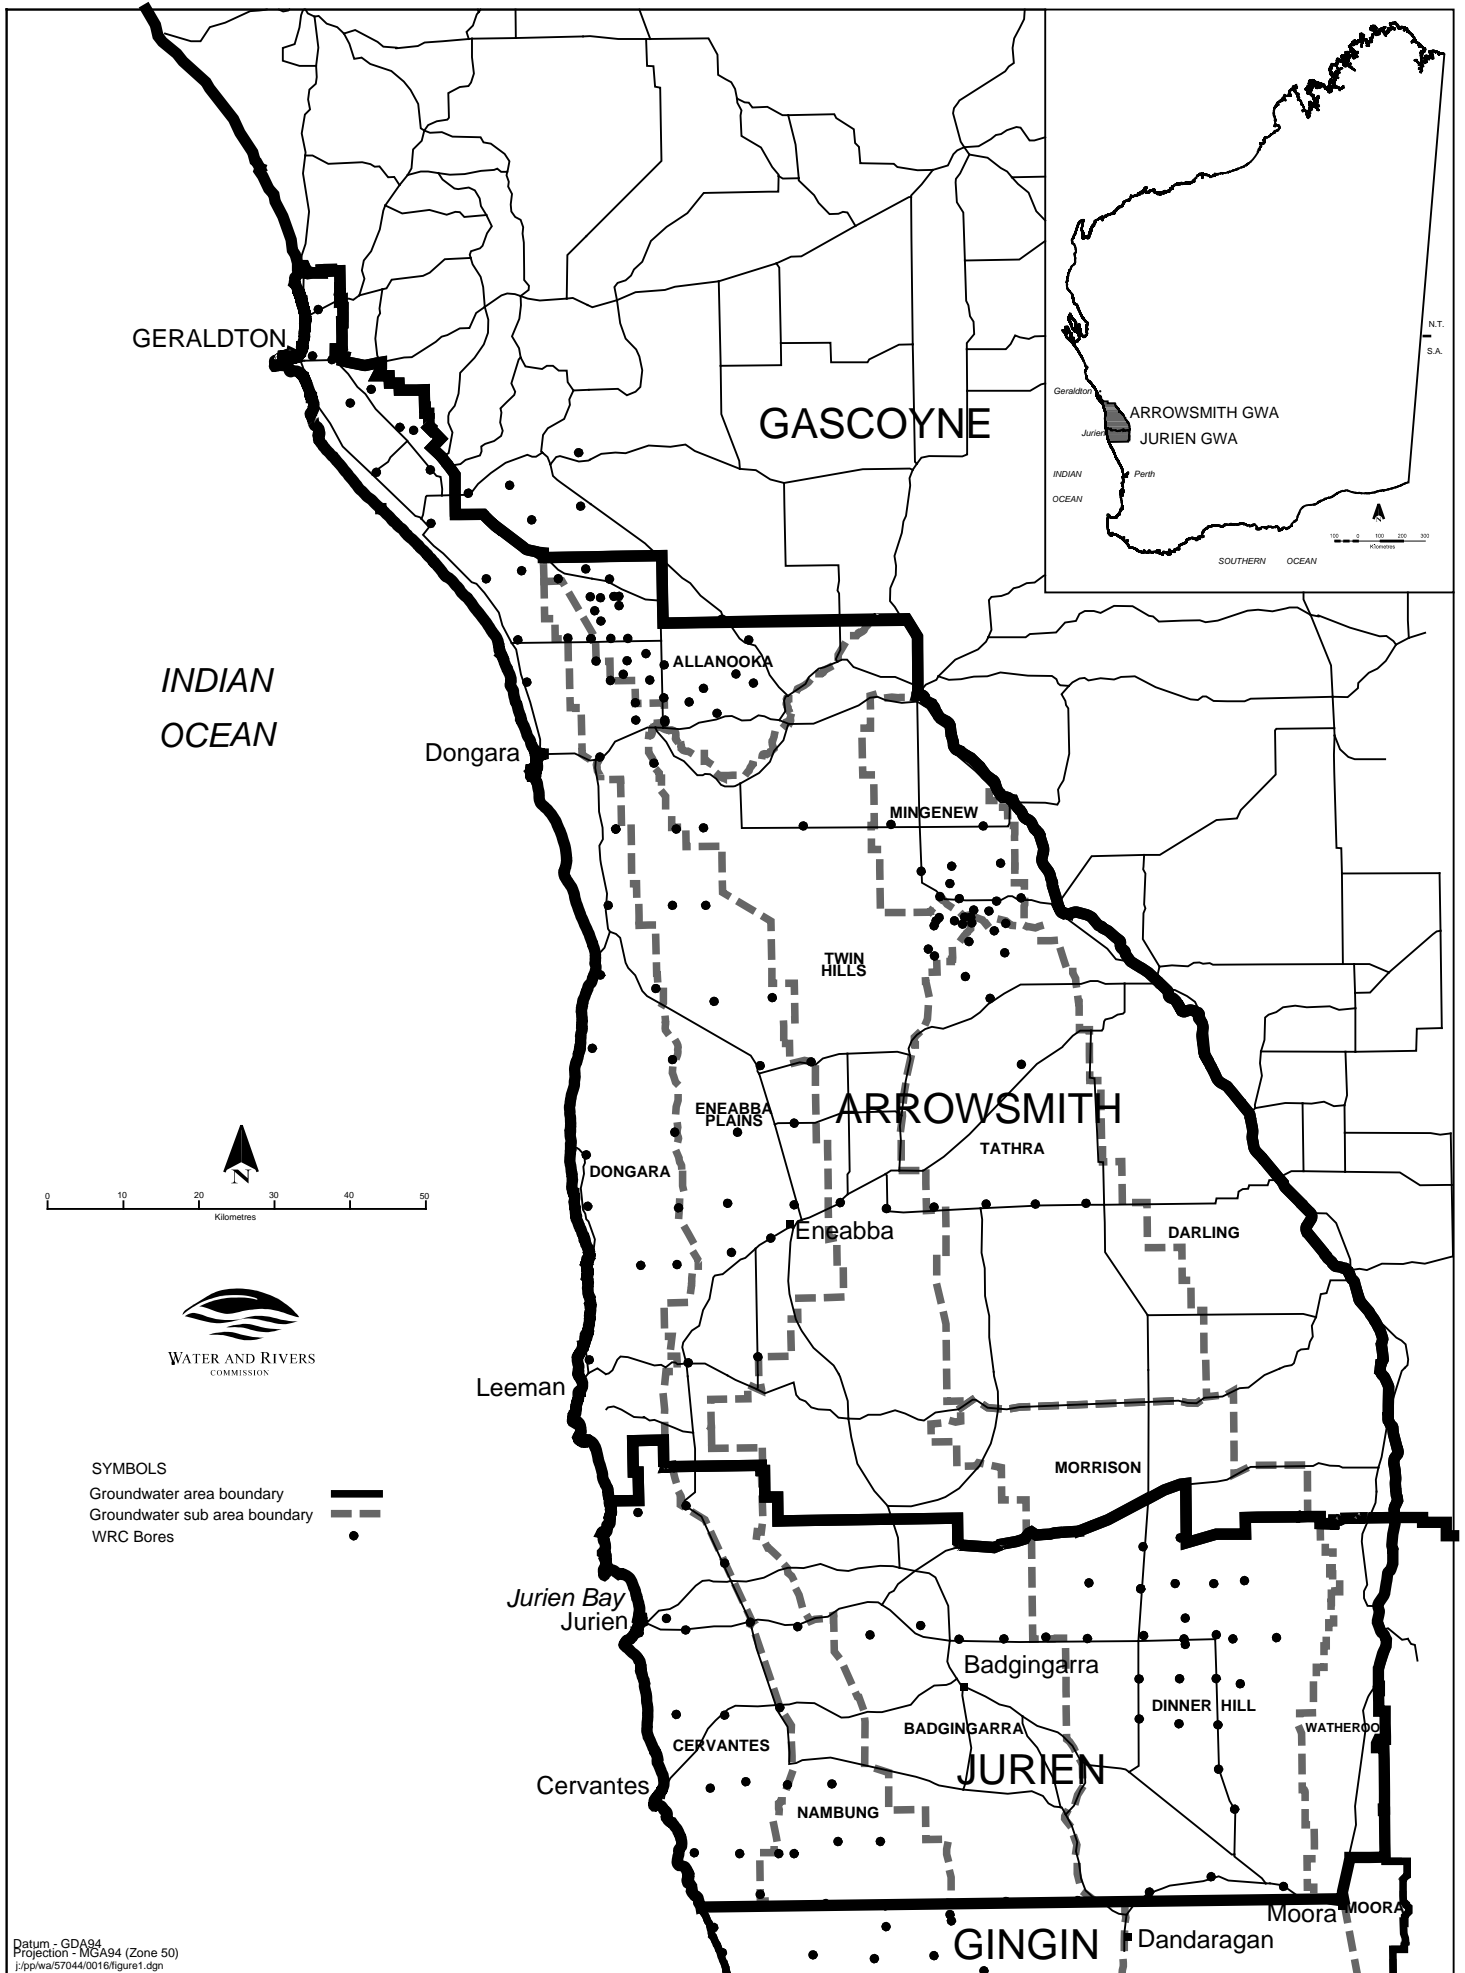 N.T.
S.A.
Geraldton
ARROWSMITH GWA
Jurien
JURIEN GWA
INDIAN
OCEAN
Perth
N
100 0 100 200 300
Kilometres
SOUTHERN OCEAN
GERALDTON
GASCOYNE
INDIAN
OCEAN
ALLANOOKA
Dongara
MINGENEW
TWIN
HILLS
ARROWSMITH
ENEABBA
PLAINS
TATHRA
DONGARA
N
0 10 20 30 40 50
Kilometres
Eneabba
DARLING
WATER AND RIVERS
COMMISSION
Leeman
MORRISON
SYMBOLS
Groundwater area boundary
Groundwater sub area boundary
WRC Bores
Jurien Bay
Jurien
Badgingarra
DINNER HILL
BADGINGARRA
WATHEROO
CERVANTES
JURIEN
Cervantes
NAMBUNG
Moora
MOORA
GINGIN
Dandaragan
Datum - GDA94
Projection - MGA94 (Zone 50)
j:/pp/wa/57044/0016/figure1.dgn